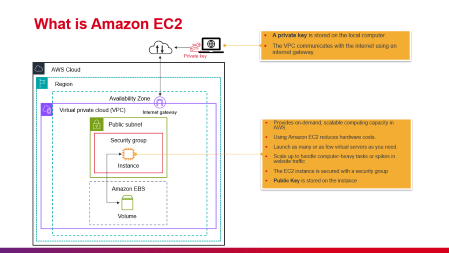 What is Amazon EC2
Private key
A private key is stored on the local computer
The VPC communicates with the internet using an
internet gateway
AWS Cloud
Region
Availability Zone
Virtual private cloud (VPC)
Internet gateway
Public subnet
Security group
Instance
Amazon EBS
Volume
Provides on-demand, scalable computing capacity in
AWS.
Using Amazon EC2 reduces hardware costs.
Launch as many or few virtual servers as you need.
Scale up to handle computer-heavy tasks or spikes in
website traffic
The EC2 instance is secured with a security group
Public Key is stored on the instance